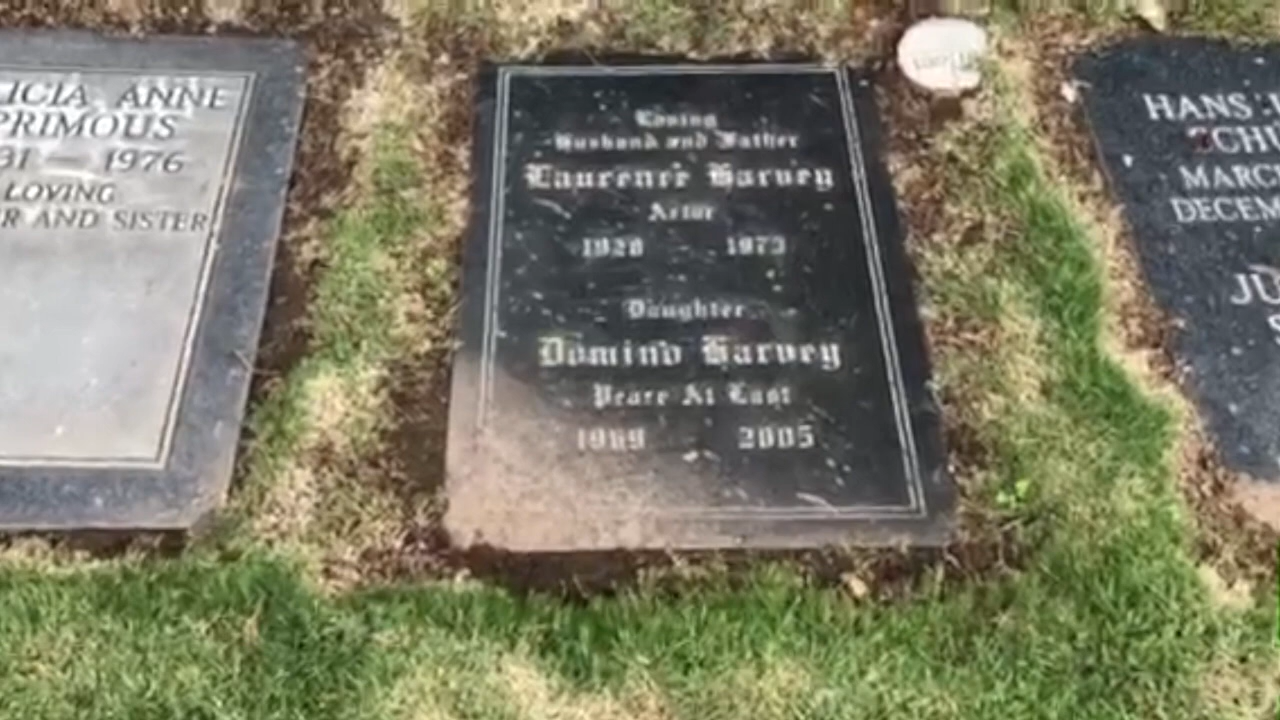 ICIA ANNE
PRIMOUS
31 — 1976
LOVING
R AND SISTER
Loving
Husband and Father
Laurence Harvey
Actor
1928 1973
Daughter
Domino Harvey
Peace At Last
1969 2005
HANS
CHU
MARCH
DECEM
JU